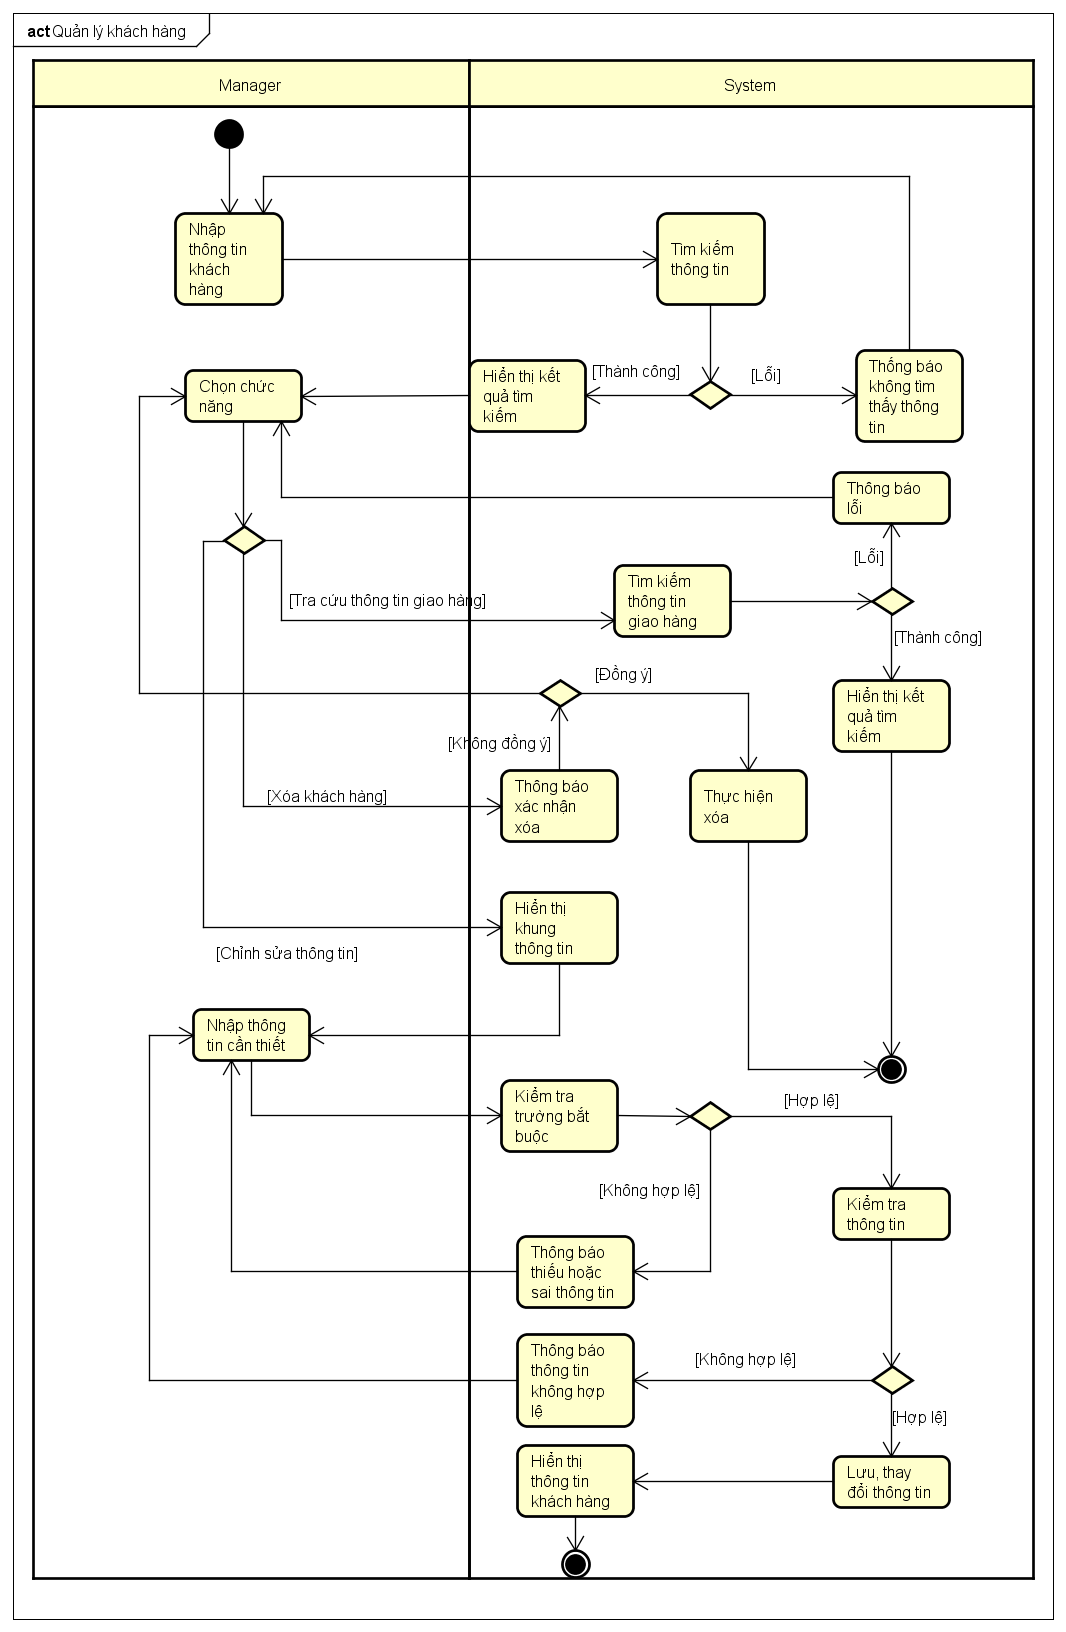 act Quản lý khách hàng
Manager
System
Nhập
thông tin
khách
hàng
Tìm kiếm
thông tin
Chọn chức
năng
Hiển thị kết
quả tìm
kiếm
[Thành công]
[Lỗi]
Thông báo
không tìm
thấy thông
tin
Thông báo
lỗi
[Lỗi]
[Tra cứu thông tin giao hàng]
Tìm kiếm
thông tin
giao hàng
[Thành công]
[Đồng ý]
Hiển thị kết
quả tìm
kiếm
[Không đồng ý]
[Xóa khách hàng]
Thông báo
xác nhận
xóa
Thực hiện
xóa
Hiển thị
khung
thông tin
[Chỉnh sửa thông tin]
Nhập thông
tin cần thiết
Kiểm tra
trường bắt
buộc
[Hợp lệ]
[Không hợp lệ]
Kiểm tra
thông tin
Thông báo
thiếu hoặc
sai thông tin
Thông báo
thông tin
không hợp
lệ
[Không hợp lệ]
[Hợp lệ]
Hiển thị
thông tin
khách hàng
Lưu, thay
đổi thông tin